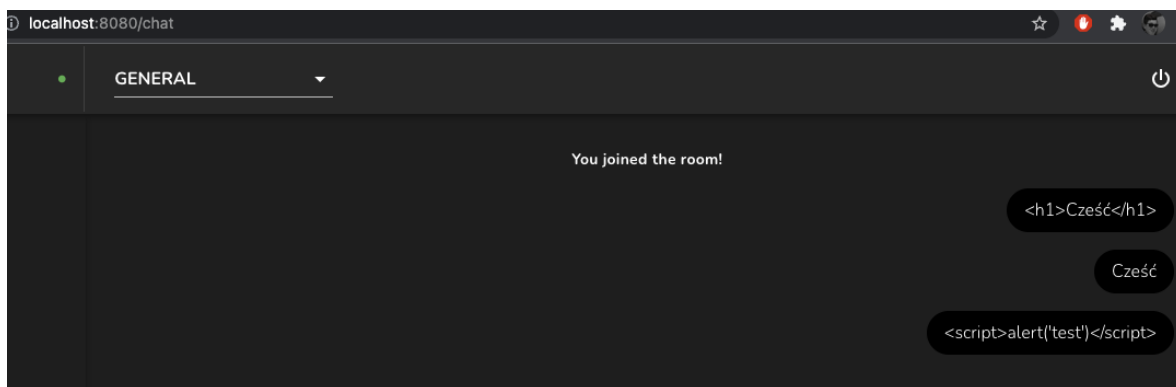 localhost:8080/chat
GENERAL
You joined the room!
<h1>Cześć</h1>
Cześć
<script>alert('test')</script>